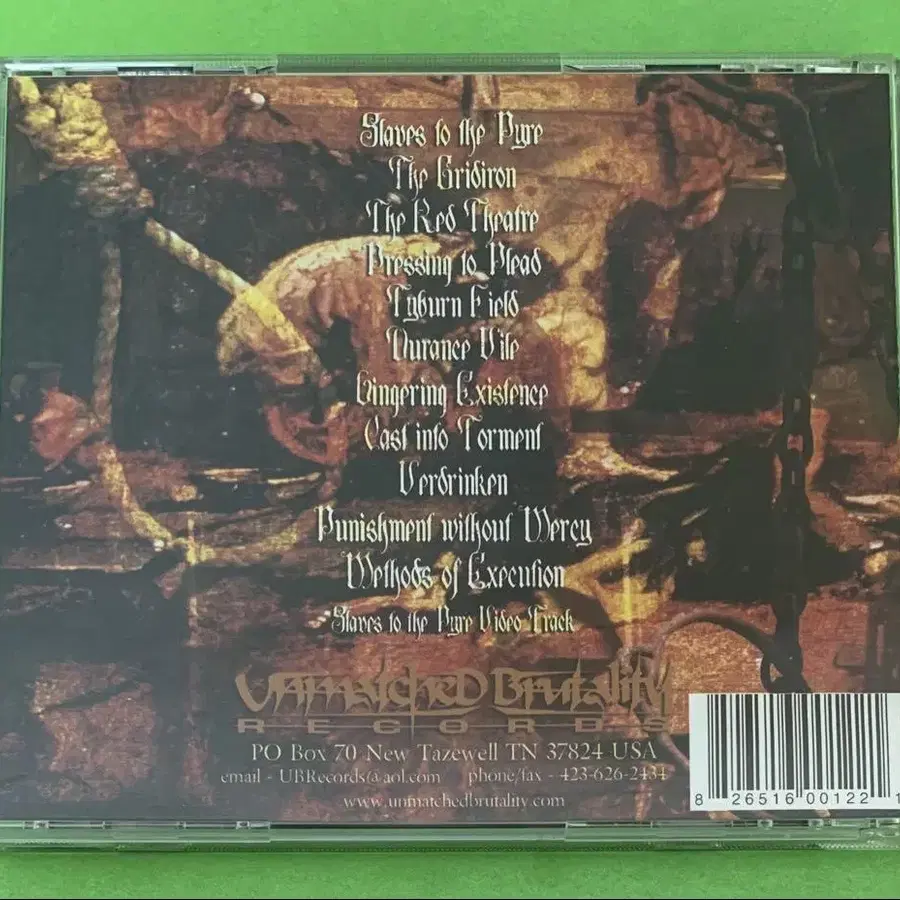 Slaves to the Pyre
The Gridiron
The Red Theatre
Pressing to Plead
Tyburn Field
Durance Vile
Lingering Existence
Cast into Torment
Verdrinken
Punishment without Mercy
Methods of Execution
Slaves to the Pyre Video Track
Unmatched Brutality
RECORDS
PO Box 70 New Tazewell TN 37824 USA
email - UBRecords@aol.com phone/fax - 423-626-2434
www.unmatchedbrutality.com
8 26516 00122 1